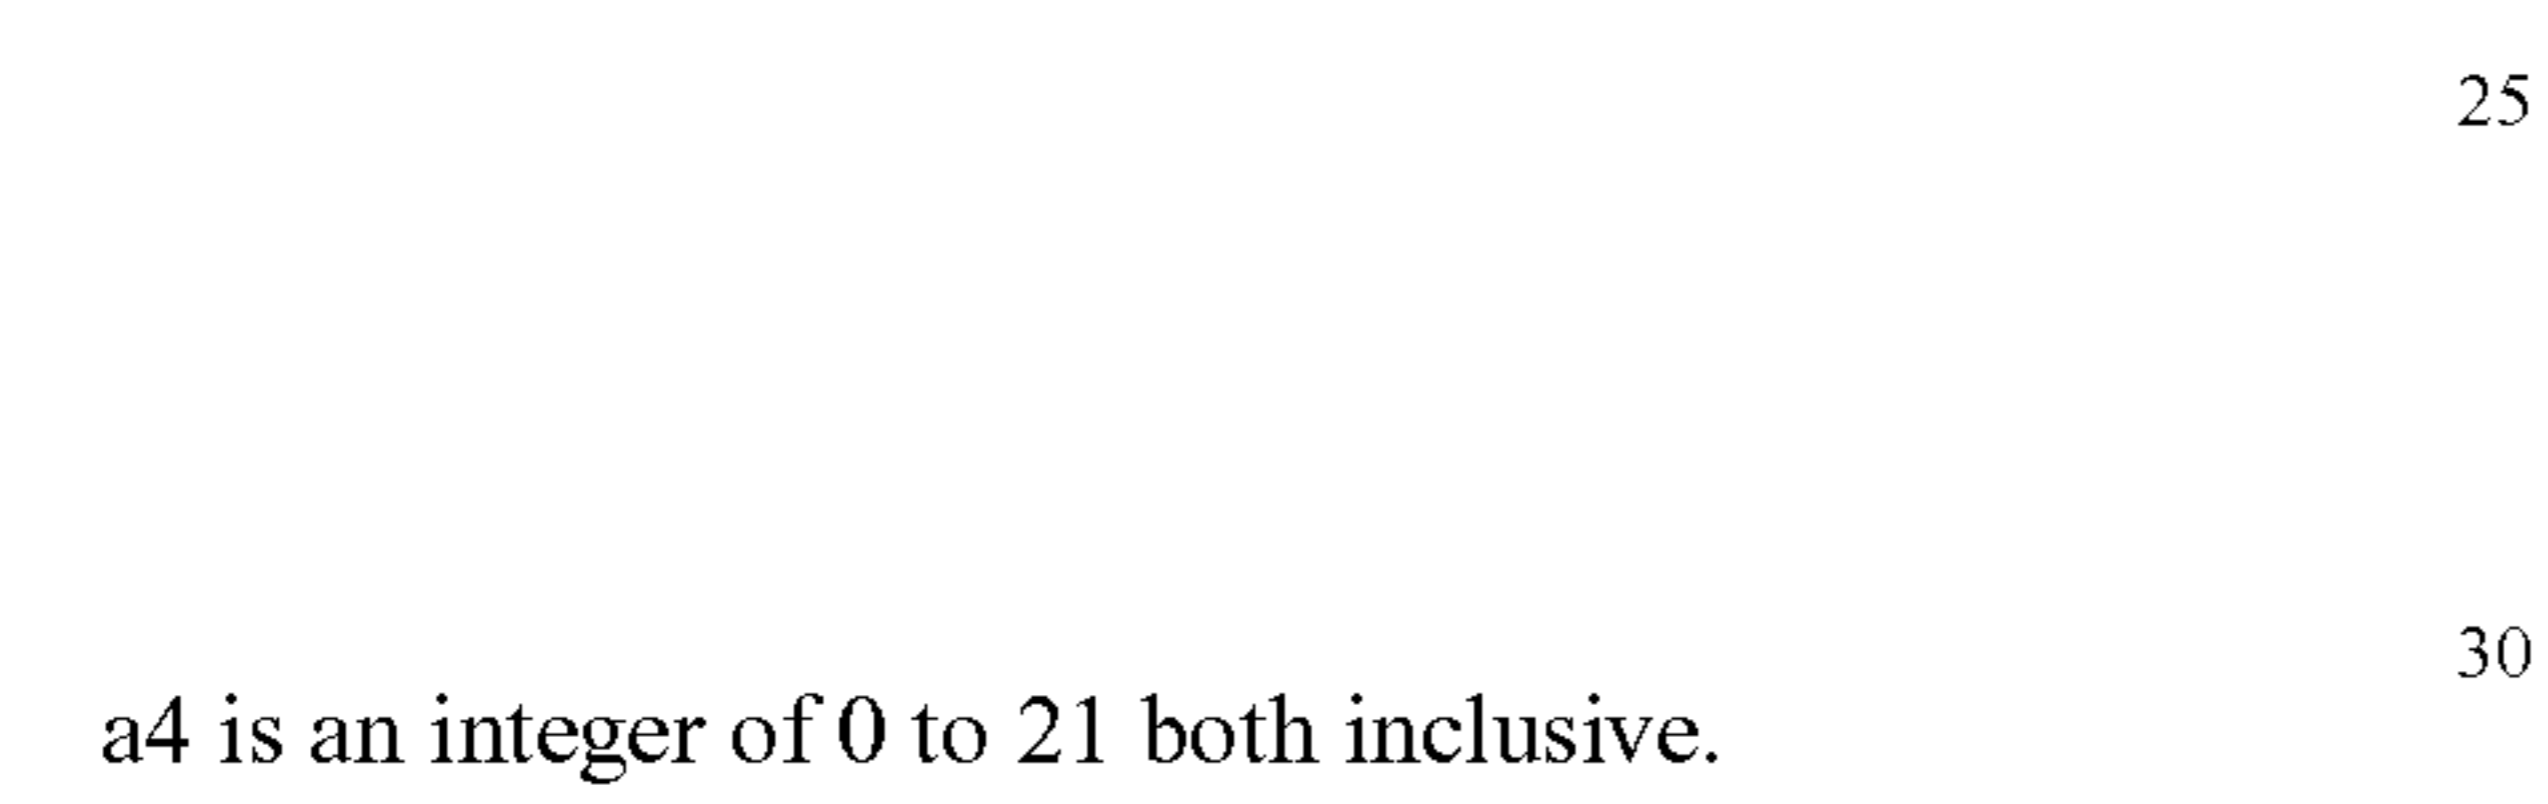 25
30
a4 is an integer of 0 to 21 both inclusive.